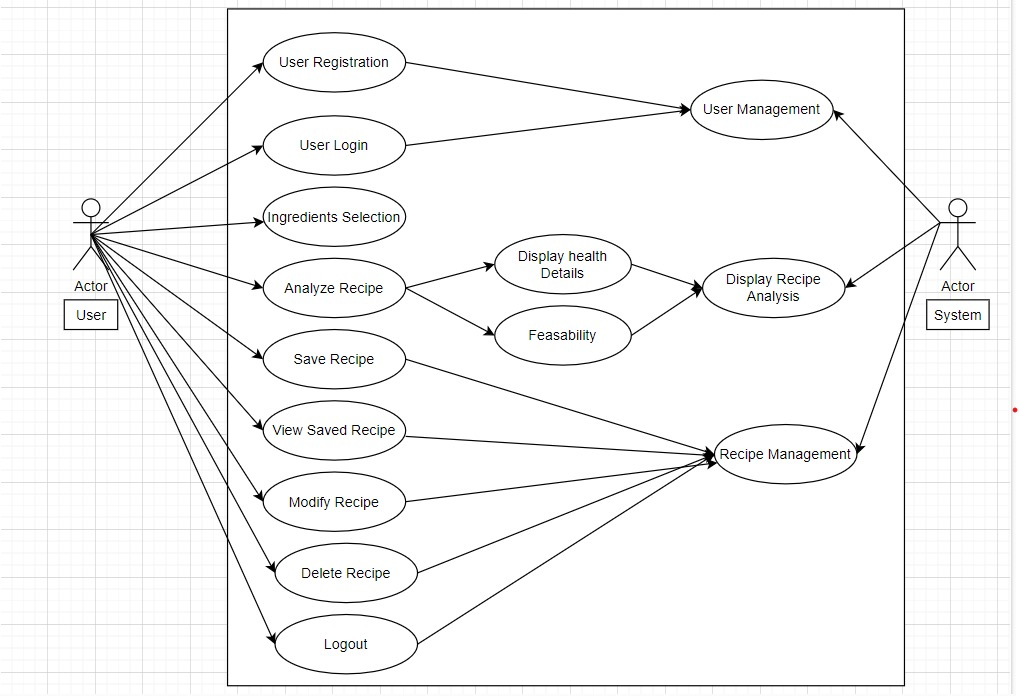 User Registration
User Management
User Login
Ingredients Selection
Display health
Details
Analyze Recipe
Display Recipe
Analysis
Feasability
Actor
User
Actor
System
Save Recipe
View Saved Recipe
Recipe Management
Modify Recipe
Delete Recipe
Logout